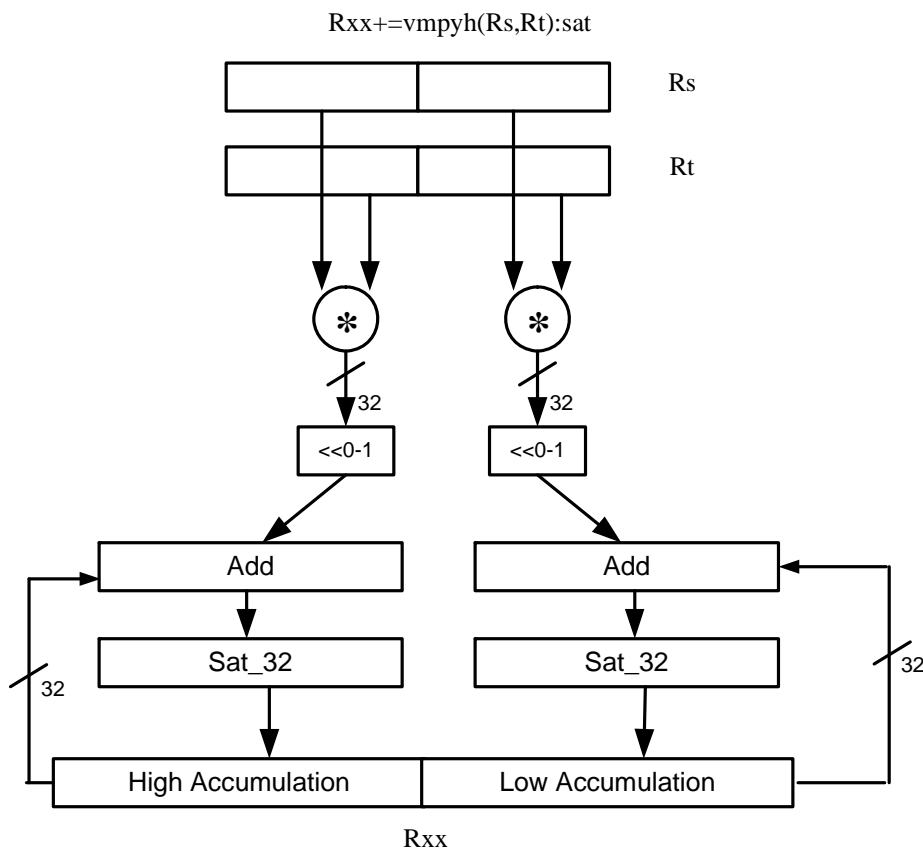 Rxx+=vmpyh(Rs,Rt):sat
Rs
Rt
* *
32 32
<<0-1 <<0-1
Add Add
Sat_32 Sat_32
32 32
High Accumulation Low Accumulation
Rxx